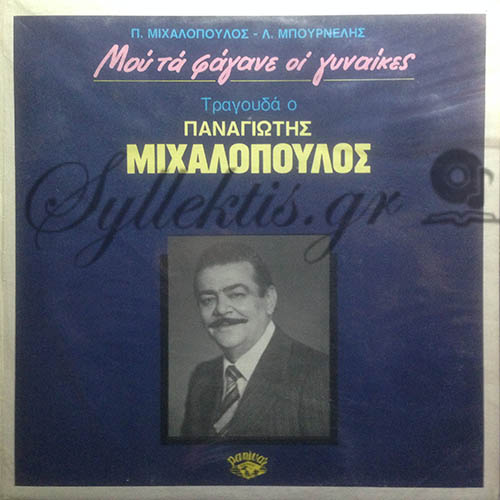 Π. ΜΙΧΑΛΟΠΟΥΛΟΣ - Λ. ΜΠΟΥΡΝΕΛΗΣ
Μού τά φάγανε οί γυναίκες
Τραγουδά ο
ΠΑΝΑΓΙΩΤΗΣ
ΜΙΧΑΛΟΠΟΥΛΟΣ
Syllektis.gr